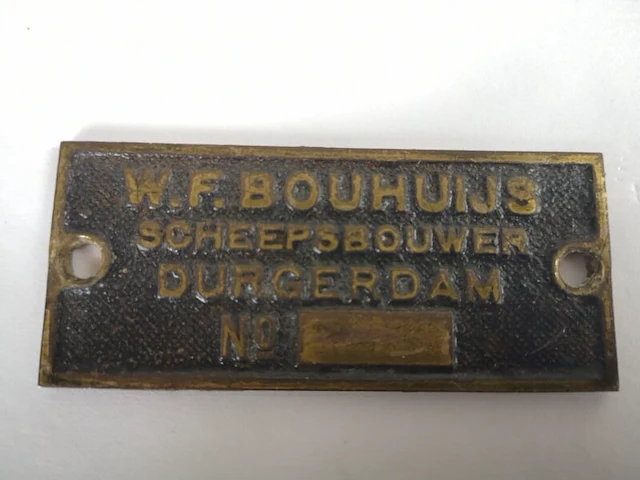 W.F. BOUHUIJS
SCHEEPSBOUWER
DURGERDAM
Nº